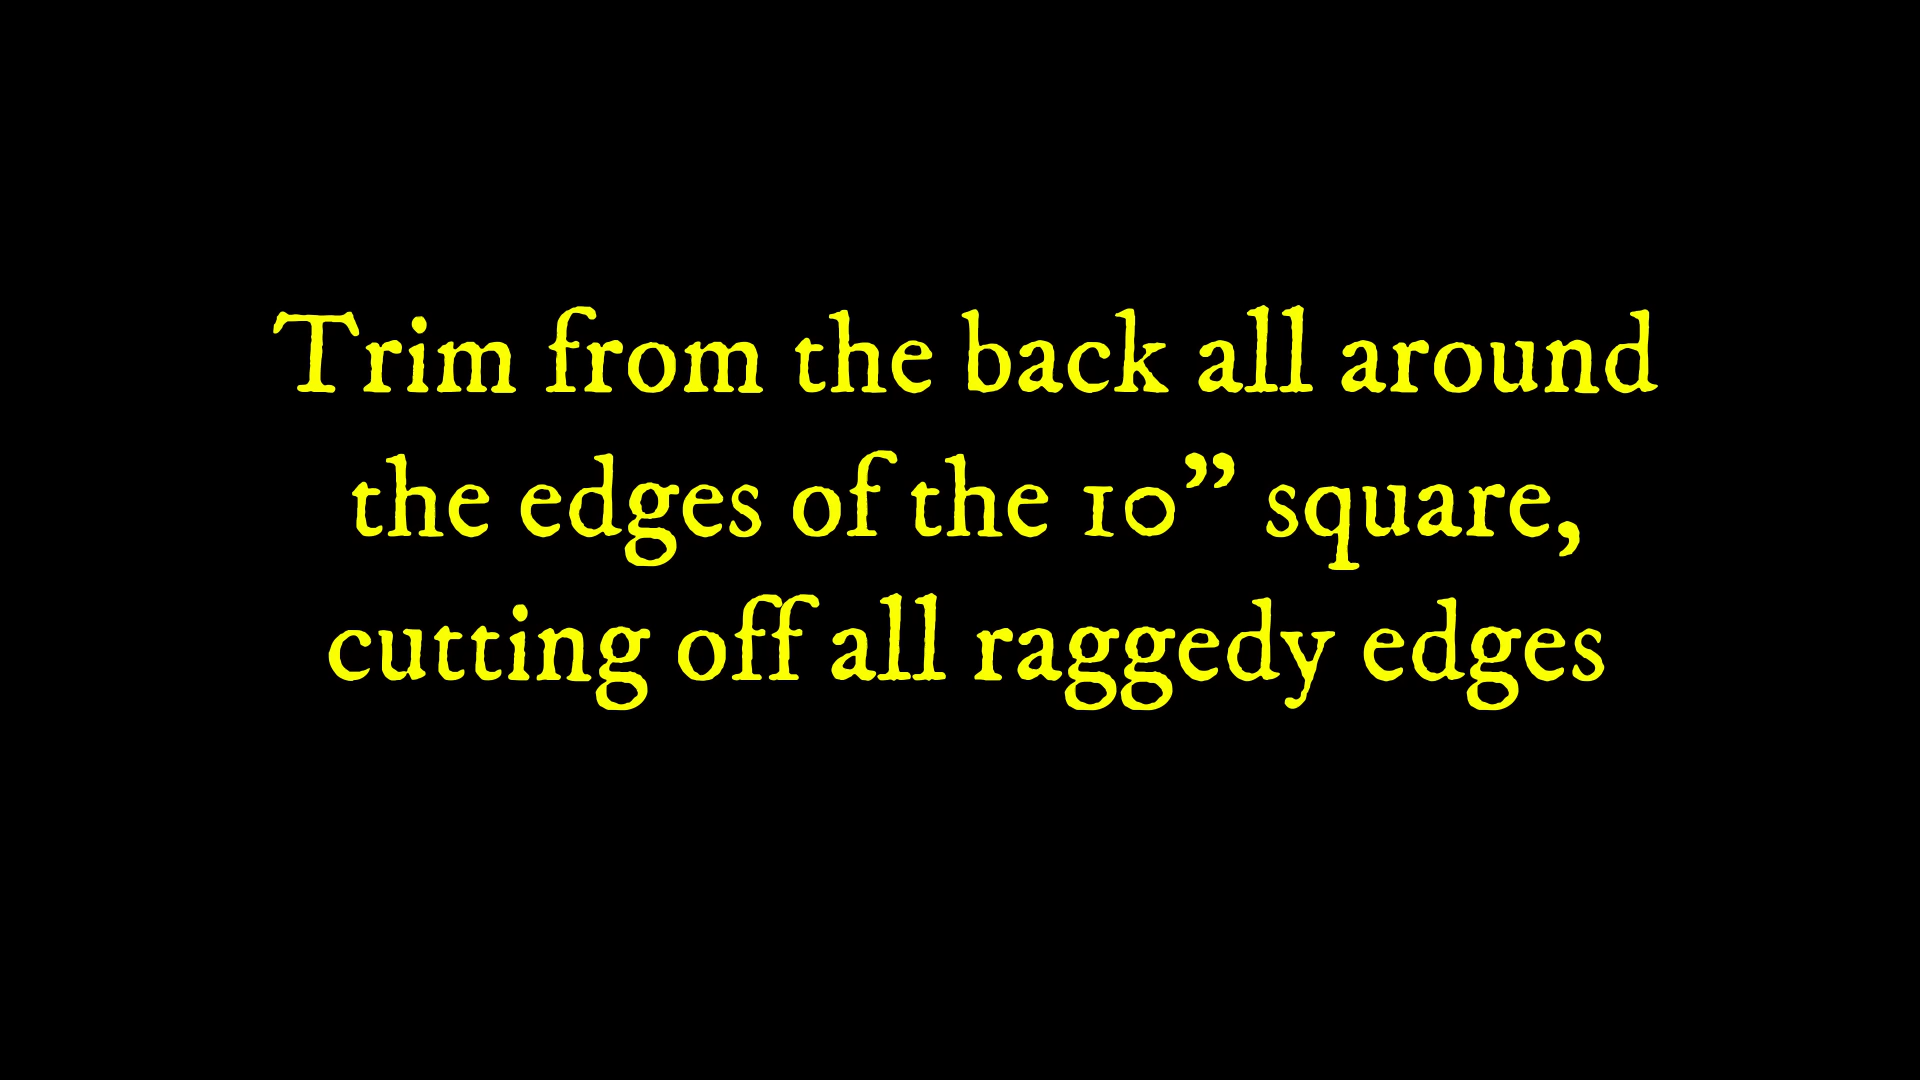 Trim from the back all around
the edges of the 10” square,
cutting off all raggedy edges